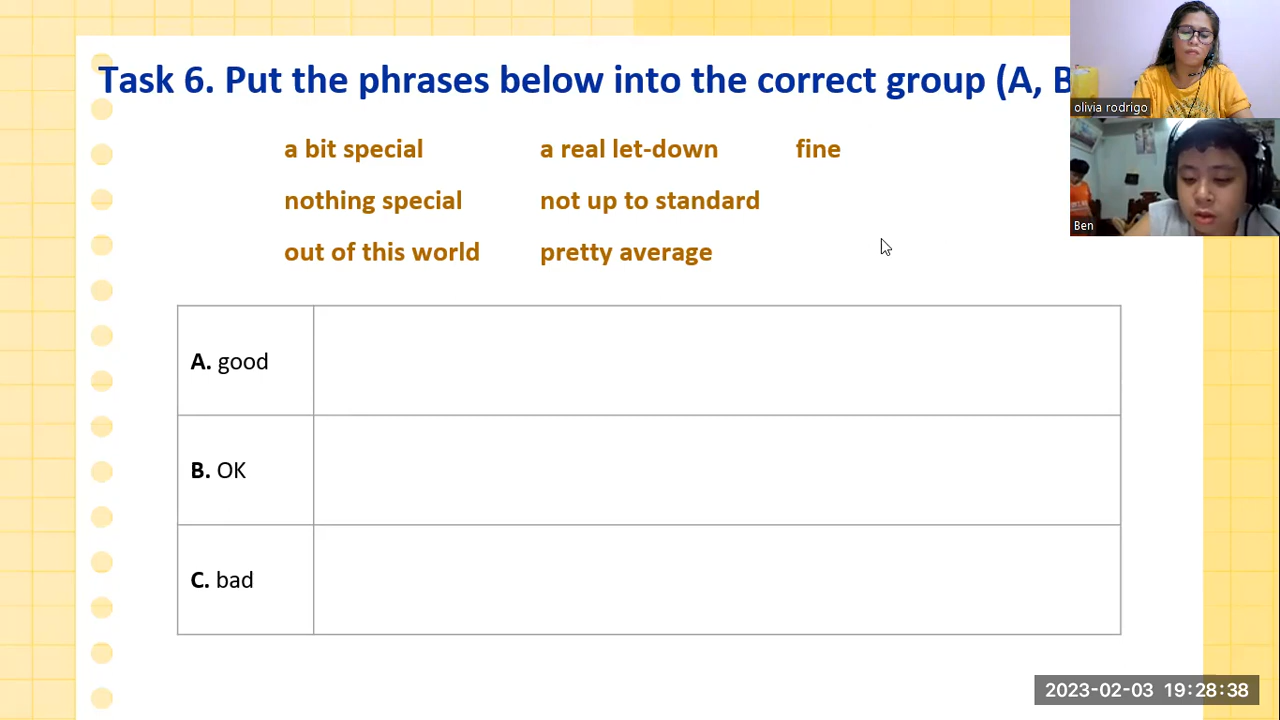 Task 6. Put the phrases below into the correct group (A, B
olivia rodrigo
a bit special a real let-down fine
nothing special not up to standard
Ben
out of this world pretty average
A. good
B. OK
C. bad
2023-02-03 19:28:38